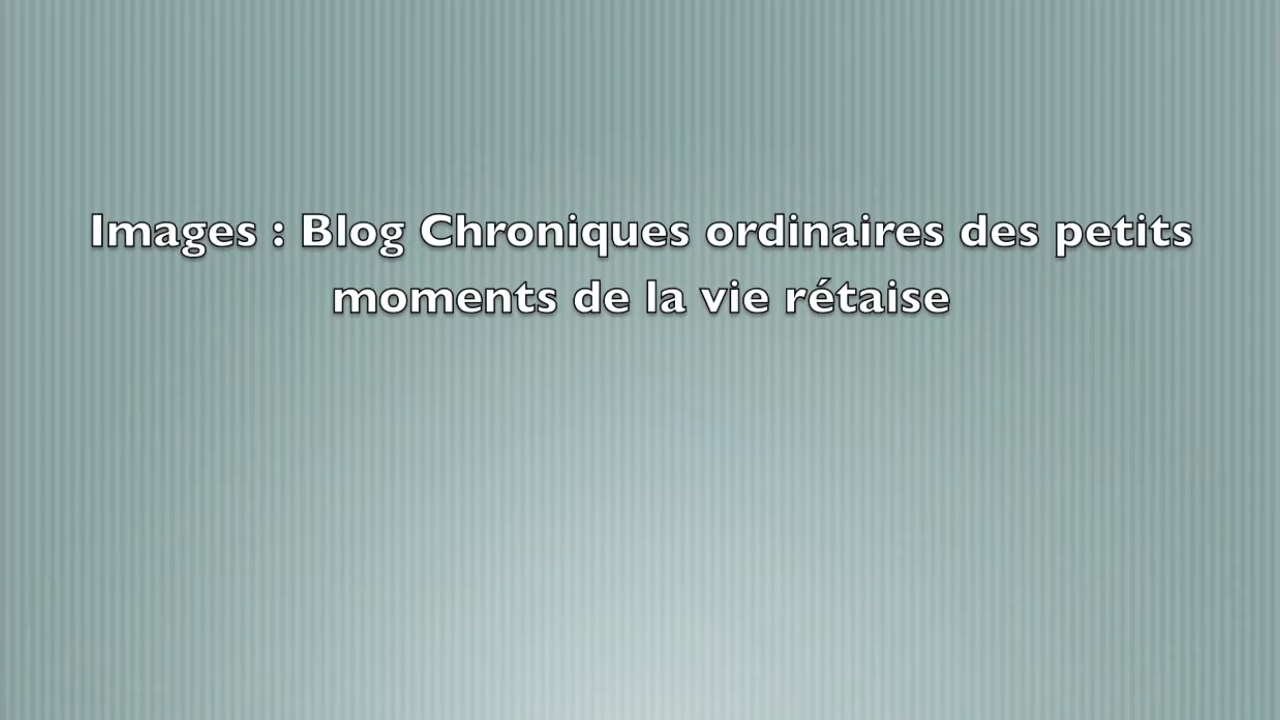 Images : Blog Chroniques ordinaires des petits
moments de la vie rétaise